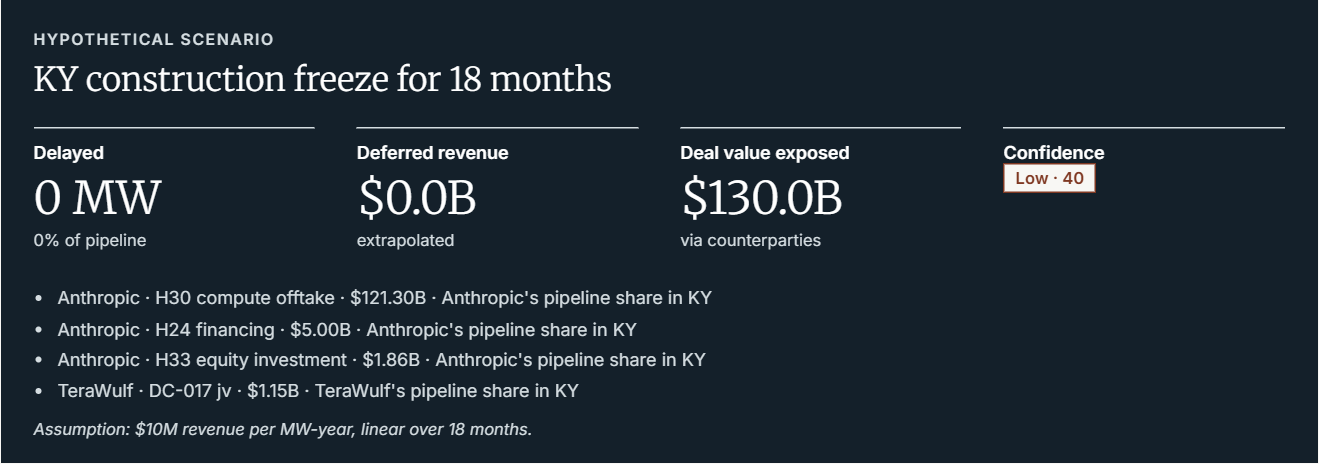 HYPOTHETICAL SCENARIO
KY construction freeze for 18 months
Delayed
0 MW
0% of pipeline
Deferred revenue
$0.0B
extrapolated
Deal value exposed
$130.0B
via counterparties
Confidence
Low · 40
• Anthropic · H30 compute offtake · $121.30B · Anthropic's pipeline share in KY
• Anthropic · H24 financing · $5.00B · Anthropic's pipeline share in KY
• Anthropic · H33 equity investment · $1.86B · Anthropic's pipeline share in KY
• TeraWulf · DC-017 jv · $1.15B · TeraWulf's pipeline share in KY
Assumption: $10M revenue per MW-year, linear over 18 months.